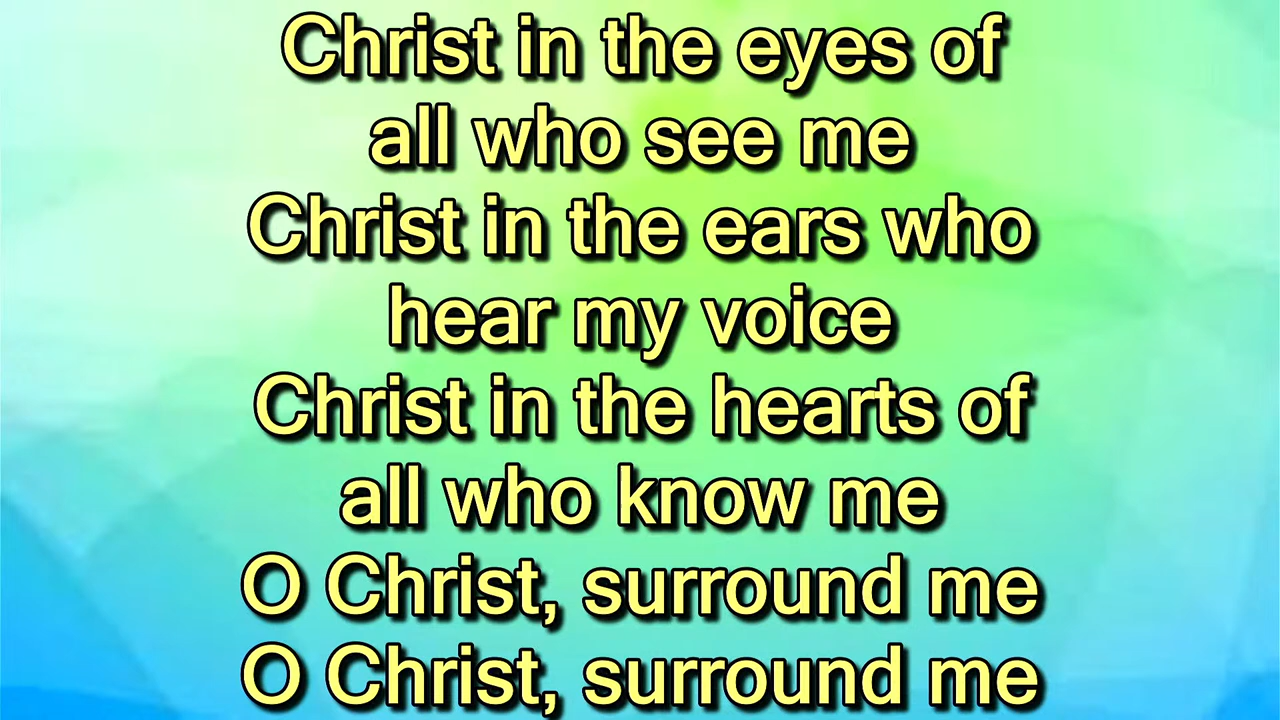 Christ in the eyes of
all who see me
Christ in the ears who
hear my voice
Christ in the hearts of
all who know me
O Christ, surround me
O Christ, surround me